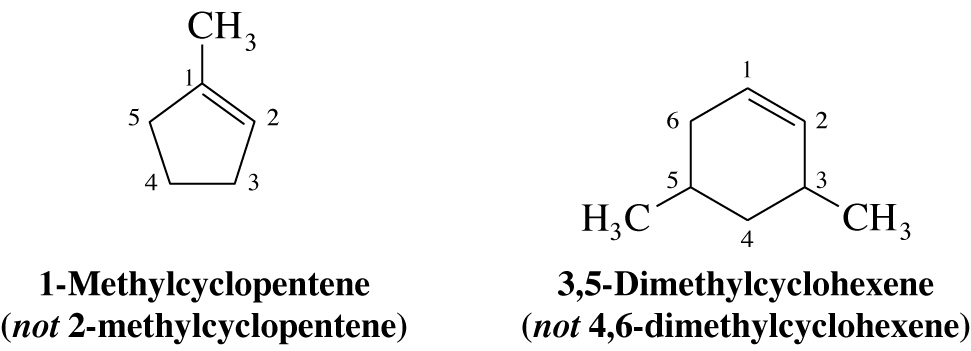 CH3
1
5
2
4
3
1-Methylcyclopentene
(not 2-methylcyclopentene)
1
6
2
5
3
H3C
CH3
4
3,5-Dimethylcyclohexene
(not 4,6-dimethylcyclohexene)